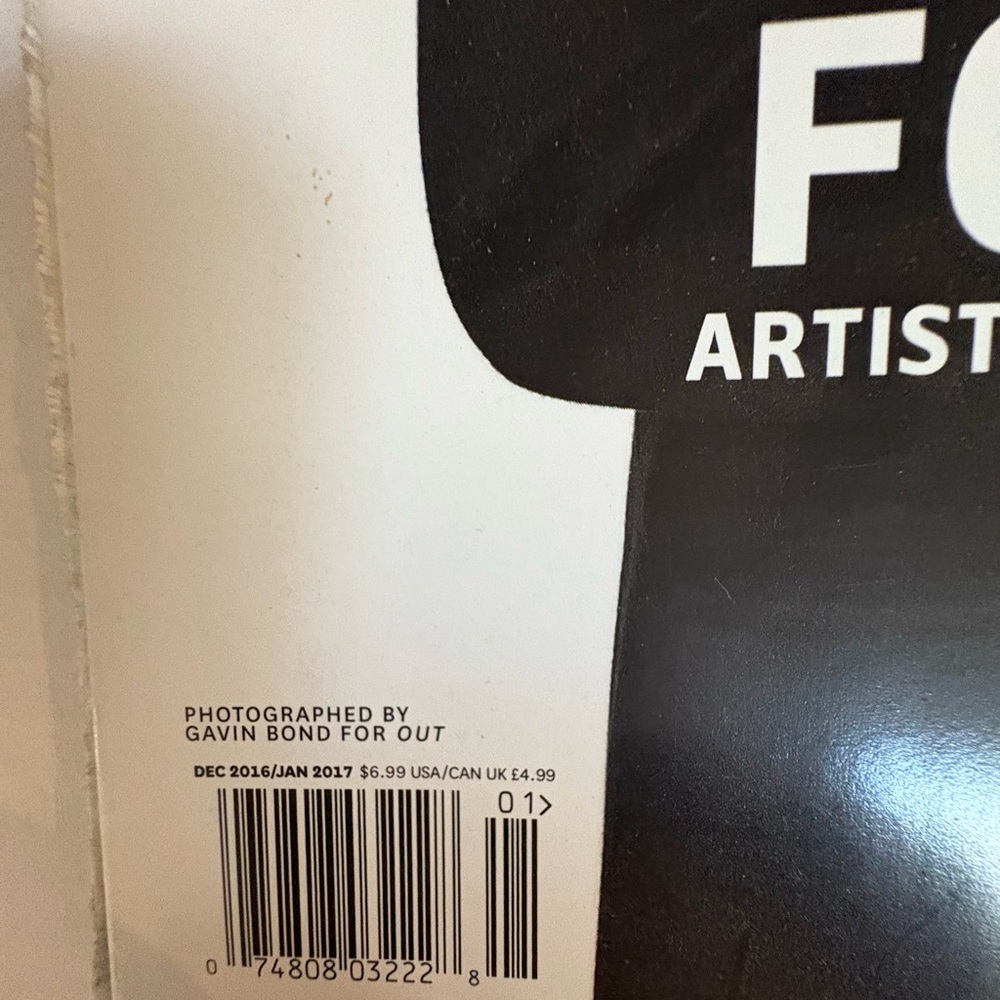 F
ARTIST
PHOTOGRAPHED BY
GAVIN BOND FOR OUT
DEC 2016/JAN 2017 $6.99 USA/CAN UK £4.99
01>
0 74808 03222 8